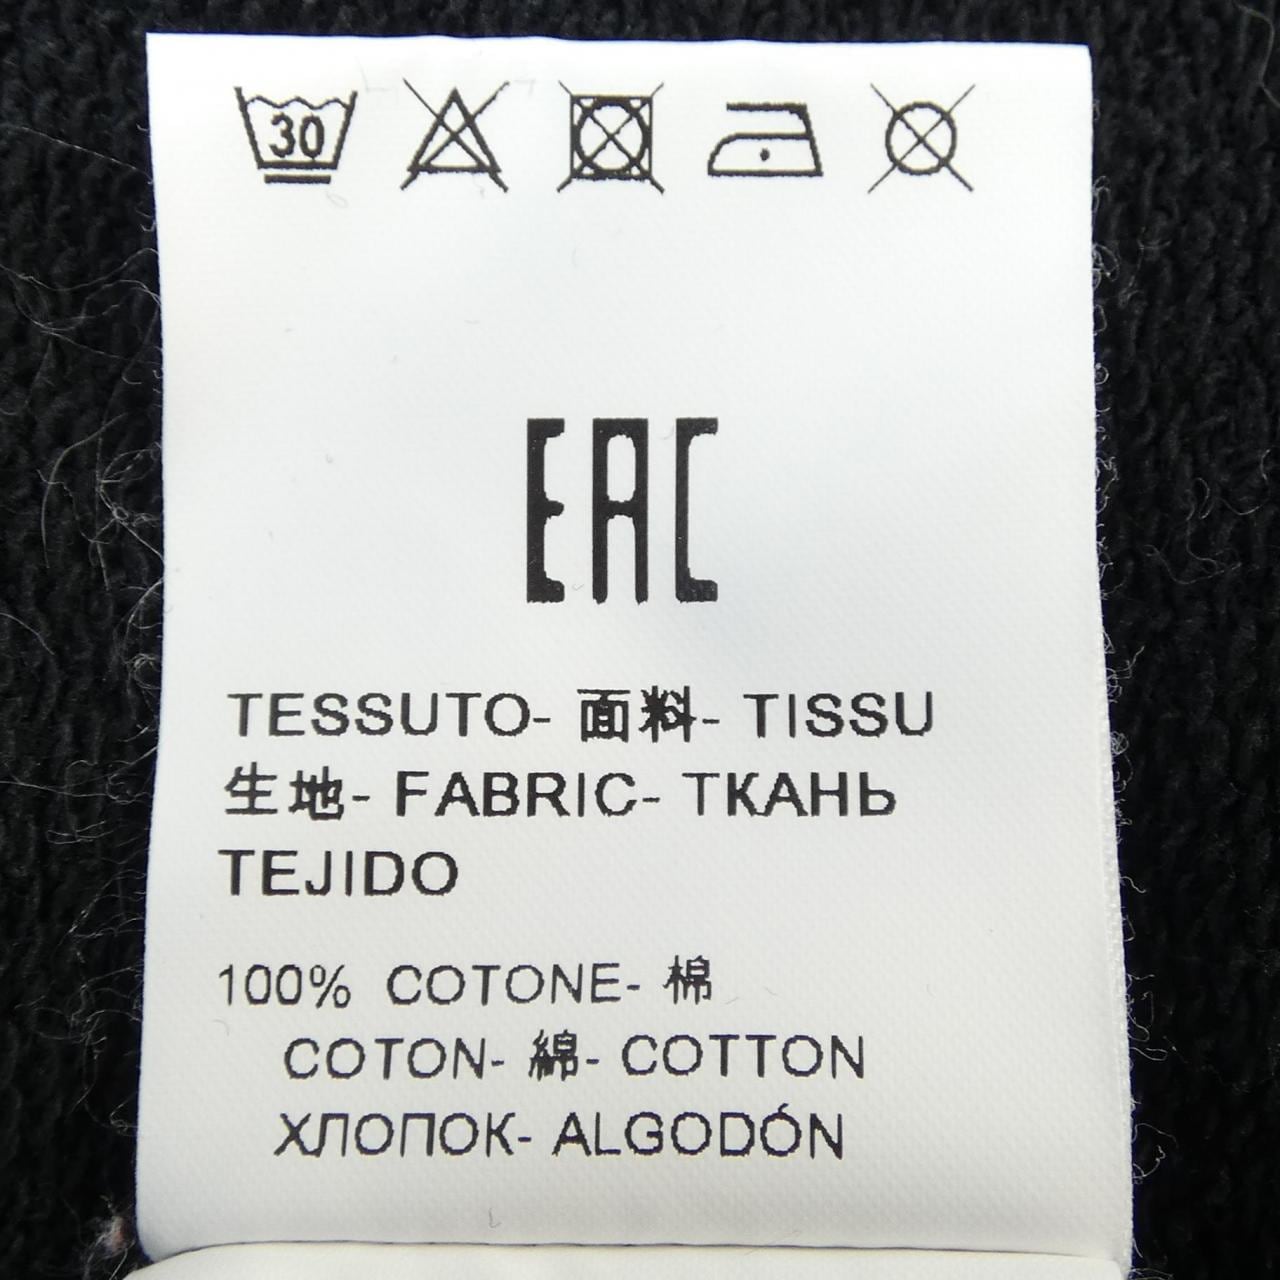 30
EAC
TESSUTO- 面料- TISSU
生地- FABRIC- ТКАНЬ
TEJIDO
100% COTONE- 棉
COTON- 綿- COTTON
ХЛОПОК- ALGODÓN